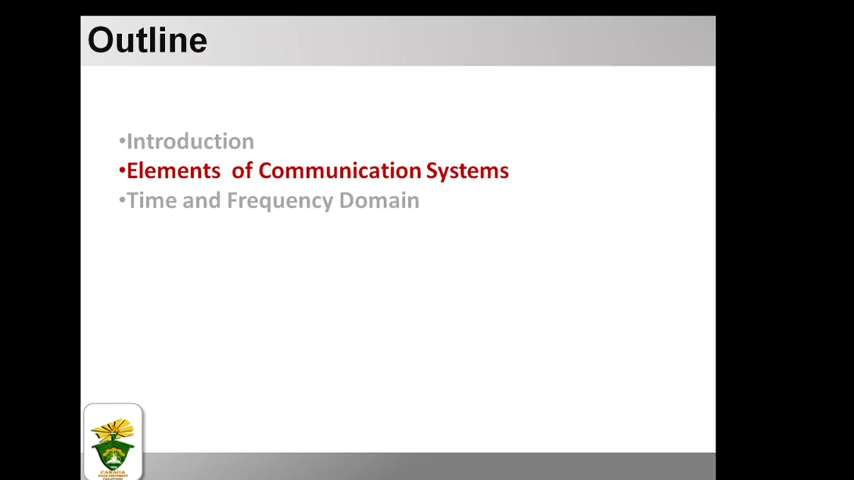 Outline
•Introduction
•Elements of Communication Systems
•Time and Frequency Domain